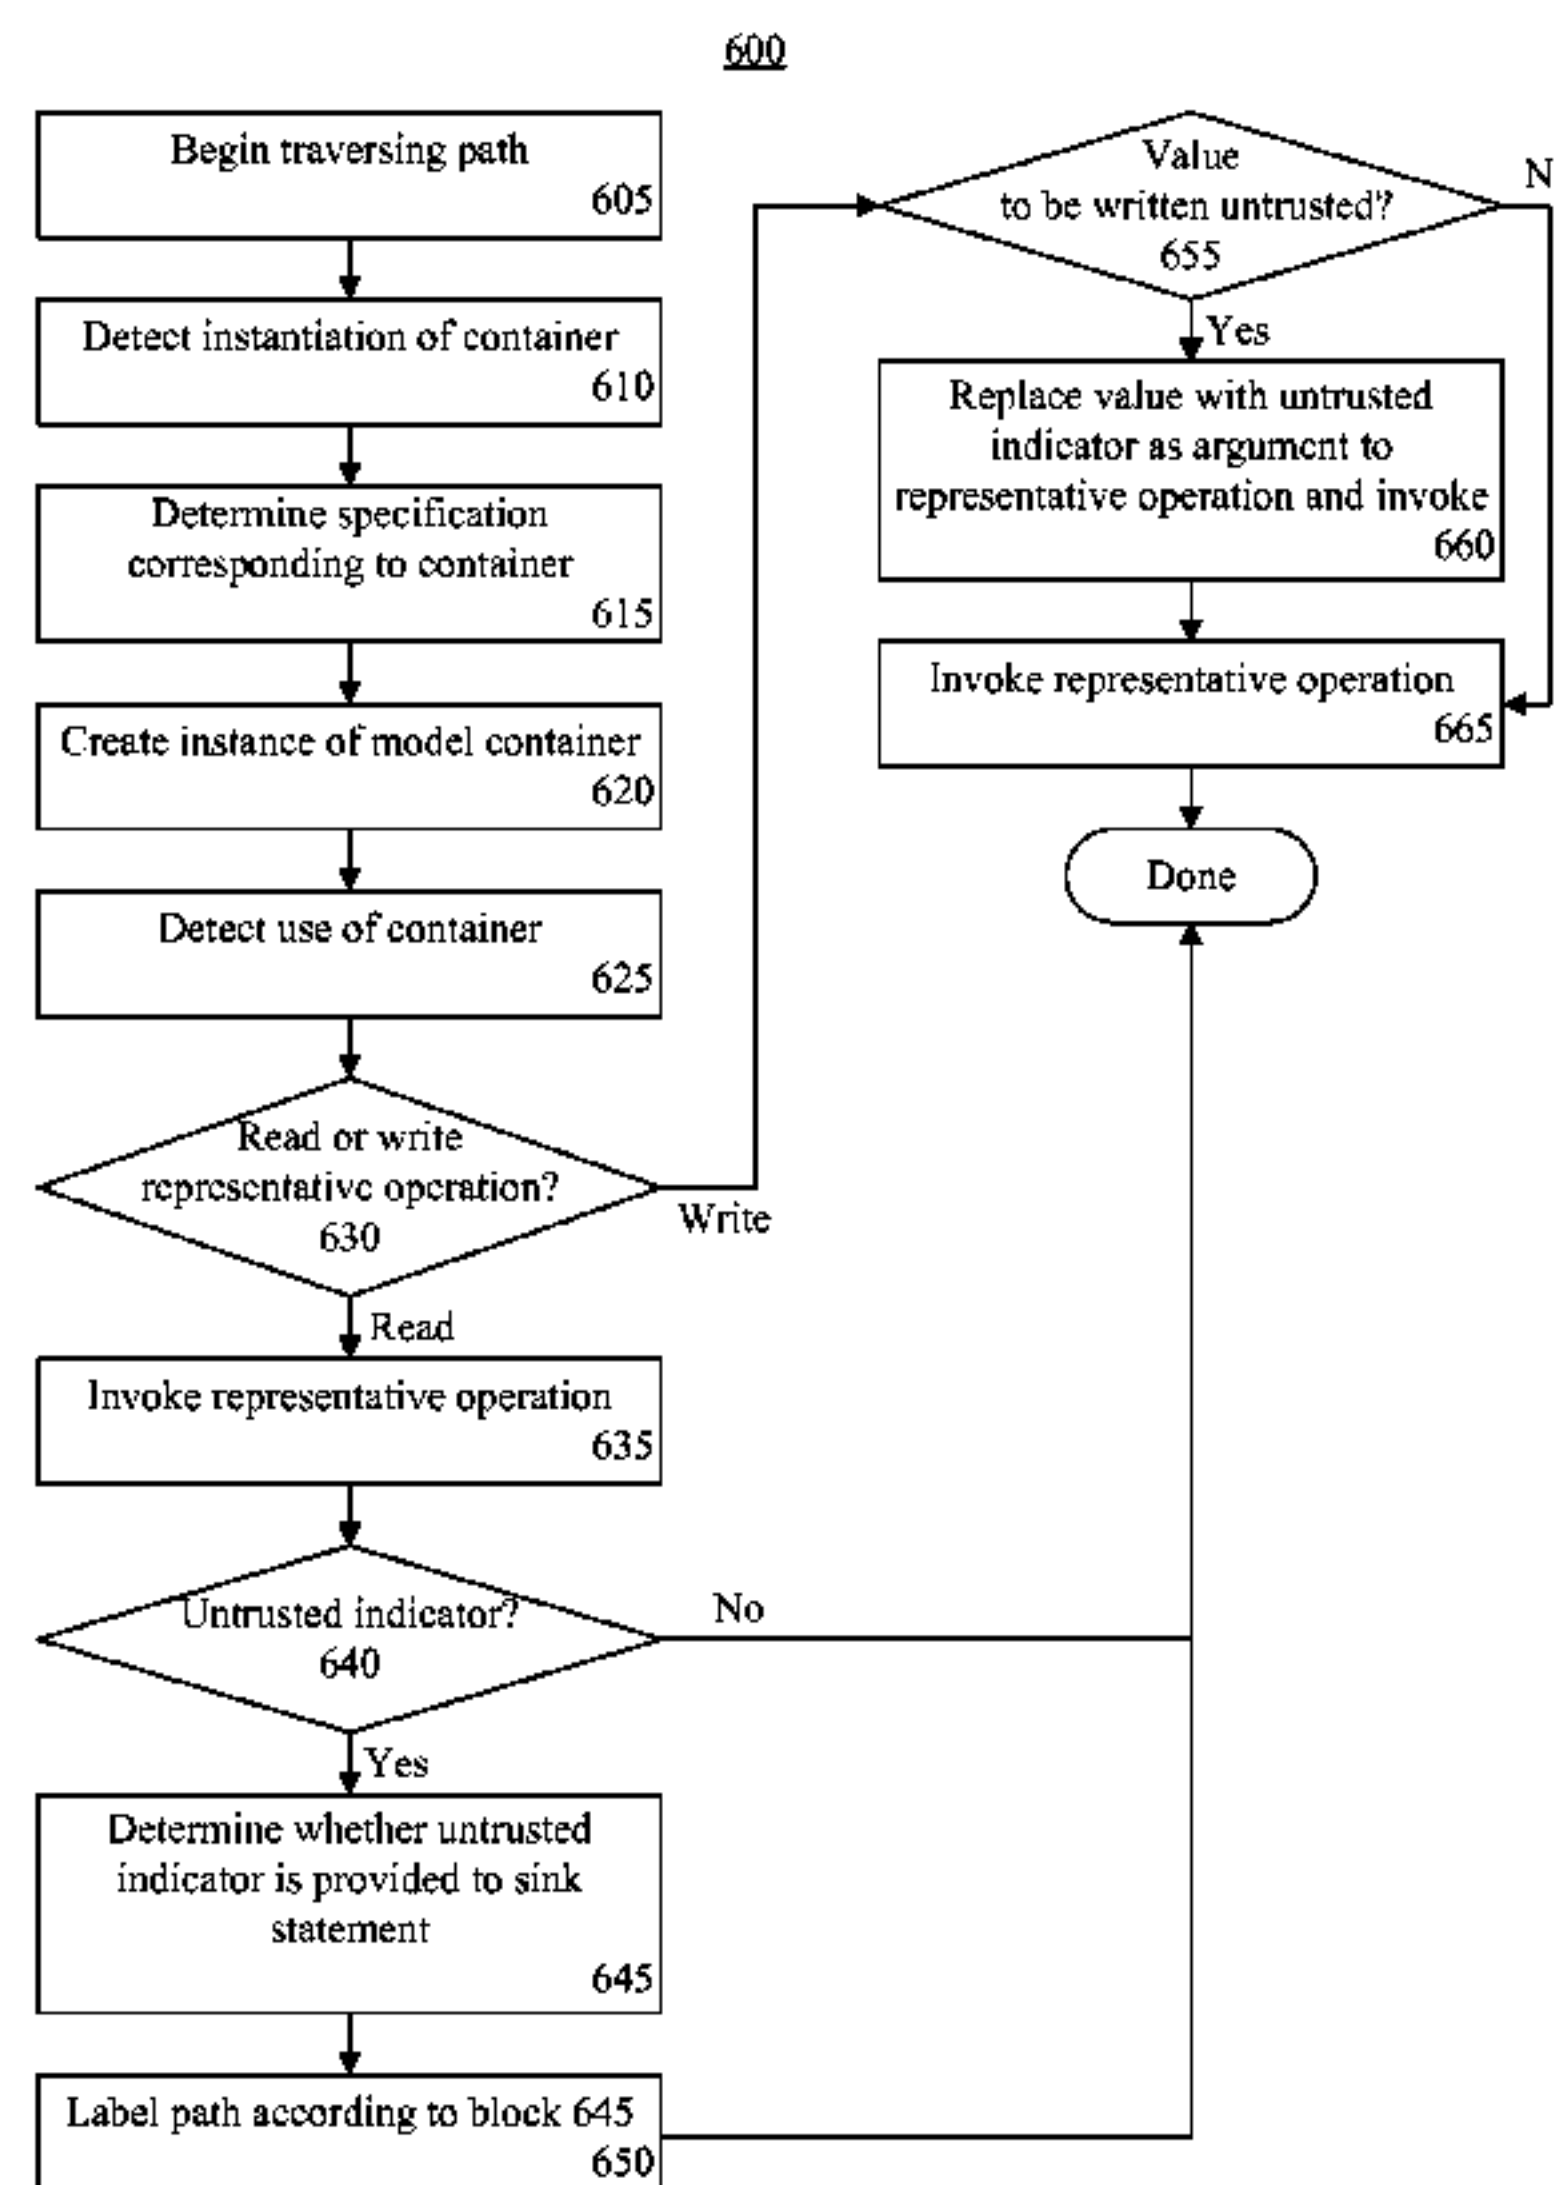 600
Begin traversing path
605
Detect instantiation of container
610
Determine specification
corresponding to container
615
Create instance of model container
620
Detect use of container
625
Read or write
representative operation?
630
Write
Read
Invoke representative operation
635
Untrusted indicator?
640
No
Yes
Determine whether untrusted
indicator is provided to sink
statement
645
Label path according to block 645
650
Value
to be written untrusted?
655
N
Yes
Replace value with untrusted
indicator as argument to
representative operation and invoke
660
Invoke representative operation
665
Done